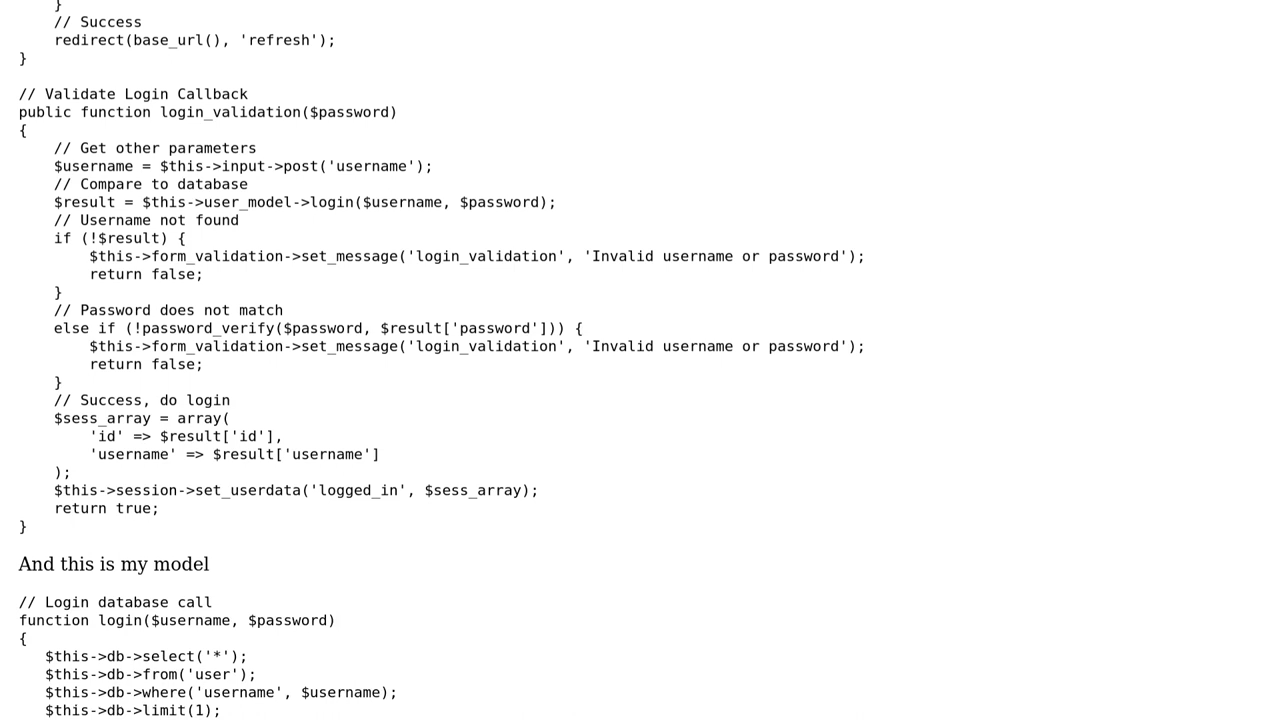 }
    // Success
    redirect(base_url(), 'refresh');
}

// Validate Login Callback
public function login_validation($password)
{
    // Get other parameters
    $username = $this->input->post('username');
    // Compare to database
    $result = $this->user_model->login($username, $password);
    // Username not found
    if (!$result) {
        $this->form_validation->set_message('login_validation', 'Invalid username or password');
        return false;
    }
    // Password does not match
    else if (!password_verify($password, $result['password'])) {
        $this->form_validation->set_message('login_validation', 'Invalid username or password');
        return false;
    }
    // Success, do login
    $sess_array = array(
        'id' => $result['id'],
        'username' => $result['username']
    );
    $this->session->set_userdata('logged_in', $sess_array);
    return true;
}
And this is my model
// Login database call
function login($username, $password)
{
   $this->db->select('*');
   $this->db->from('user');
   $this->db->where('username', $username);
   $this->db->limit(1);